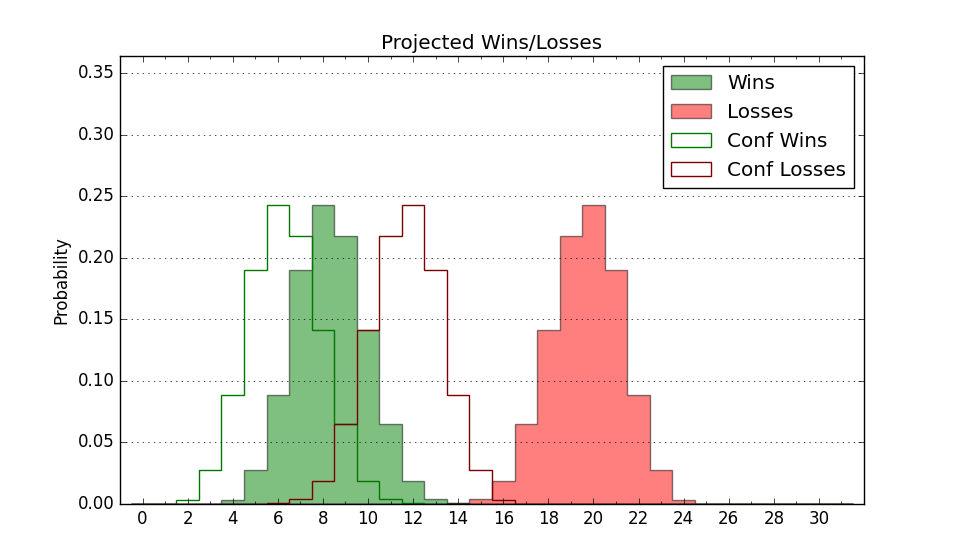 Projected Wins/Losses
Probability
0.35
0.30
0.25
0.20
0.15
0.10
0.05
0.00
Wins
Losses
Conf Wins
Conf Losses
0 2 4 6 8 10 12 14 16 18 20 22 24 26 28 30